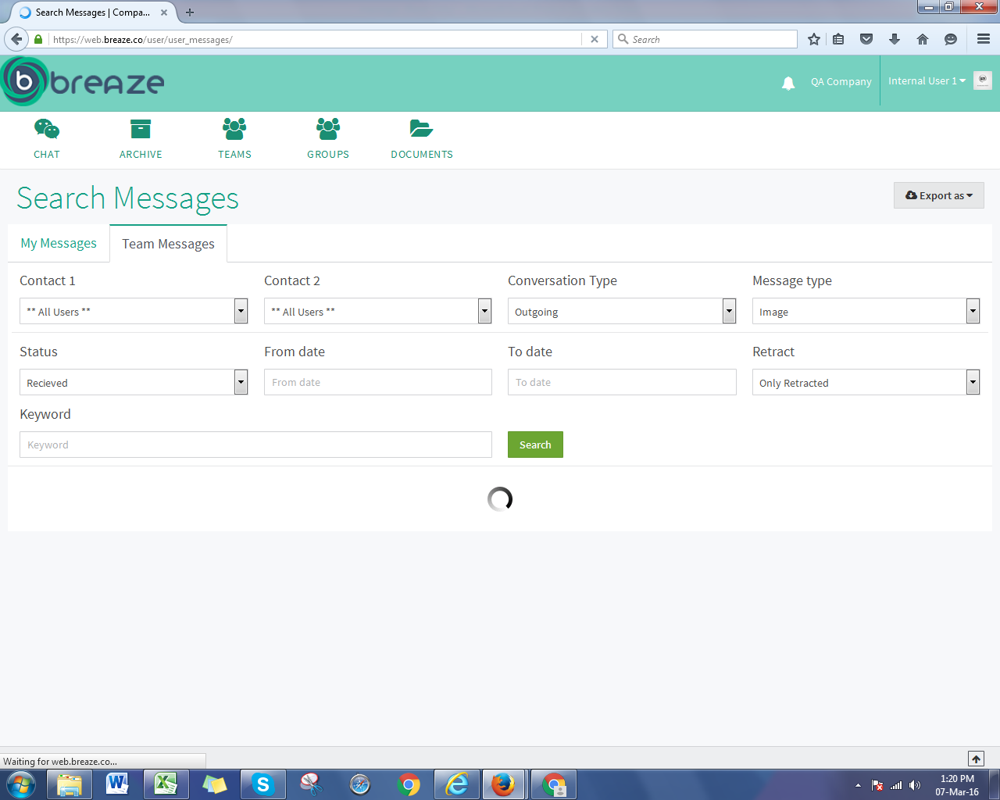 Search Messages | Compa...
https://web.breaze.co/user/user_messages/
Search
breaze
QA Company
Internal User 1
CHAT
ARCHIVE
TEAMS
GROUPS
DOCUMENTS
Search Messages
Export as
My Messages
Team Messages
Contact 1
Contact 2
Conversation Type
Message type
** All Users **
** All Users **
Outgoing
Image
Status
From date
To date
Retract
Recieved
From date
To date
Only Retracted
Keyword
Keyword
Search
Waiting for web.breaze.co...
1:20 PM
07-Mar-16